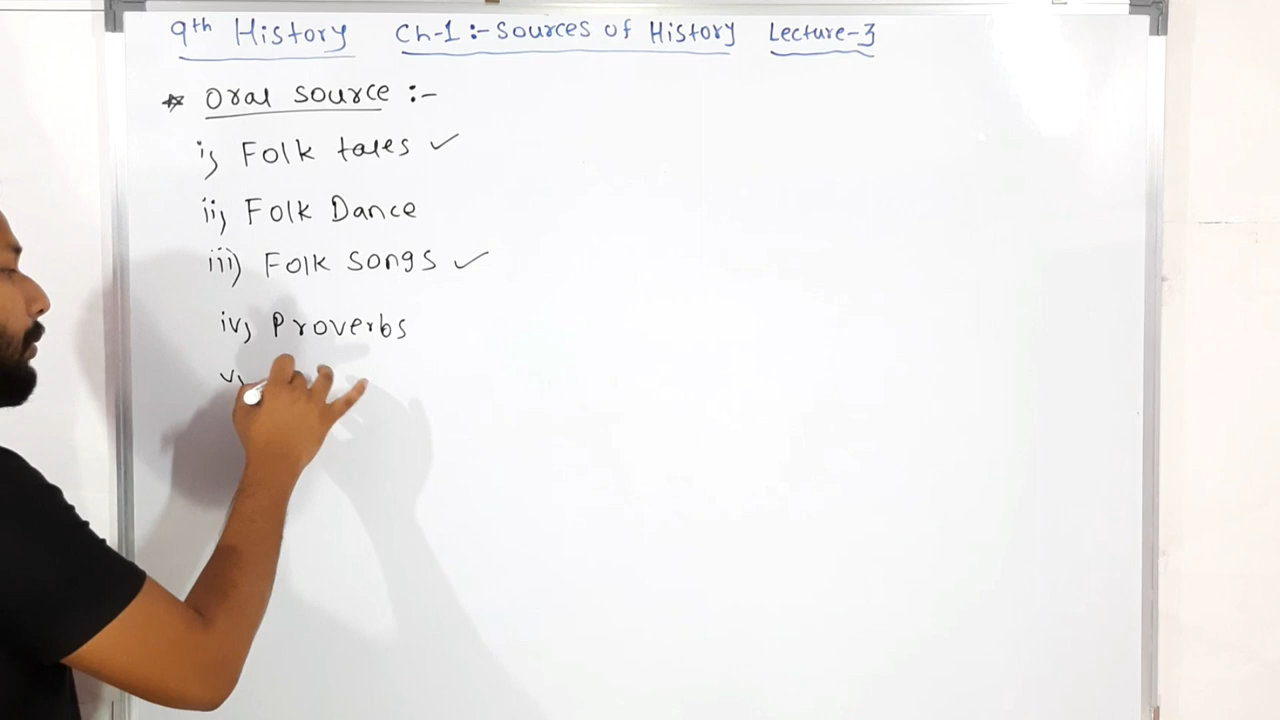 9th History Ch-1 :- Sources of History Lecture-3
* Oral source :-
i) Folk tales ✓
ii) Folk Dance
iii) Folk songs ✓
iv) Proverbs
v)